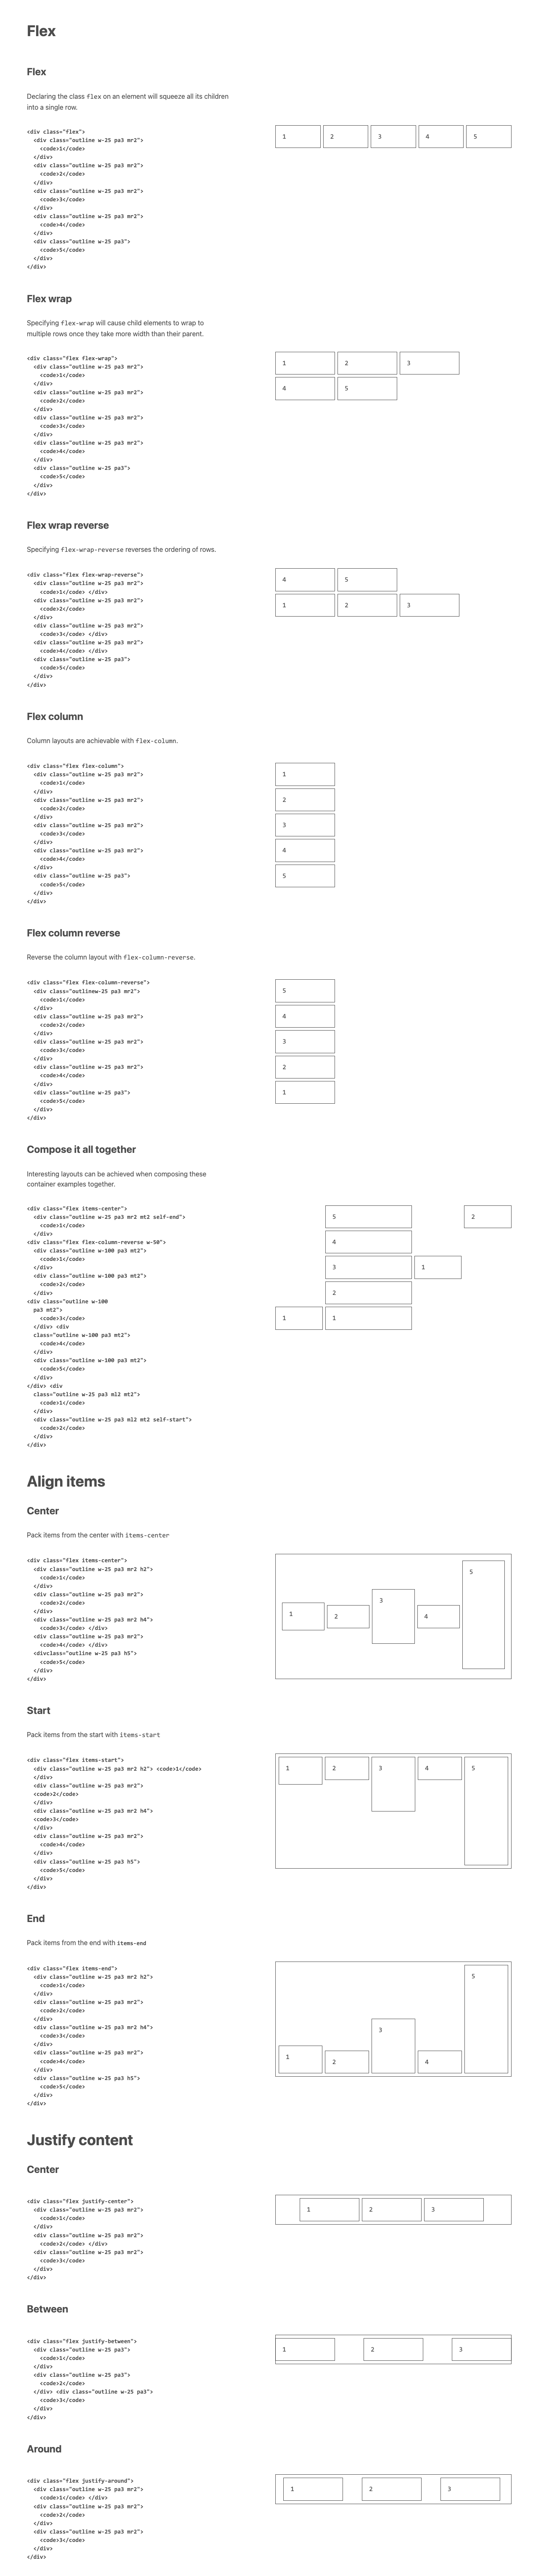 Flex
Flex
Declaring the class flex on an element will squeeze all its children
into a single row.
<div class="flex">
<div class="outline w-25 pa3 mr2">
<code>1</code>
</div>
<div class="outline w-25 pa3 mr2">
<code>2</code>
</div>
<div class="outline w-25 pa3 mr2">
<code>3</code>
</div>
<div class="outline w-25 pa3 mr2">
<code>4</code>
</div>
<div class="outline w-25 pa3">
<code>5</code>
</div>
</div>
1 2 3 4 5
Flex wrap
Specifying flex-wrap will cause child elements to wrap to
multiple rows once they take more width than their parent.
<div class="flex flex-wrap">
<div class="outline w-25 pa3 mr2">
<code>1</code>
</div>
<div class="outline w-25 pa3 mr2">
<code>2</code>
</div>
<div class="outline w-25 pa3 mr2">
<code>3</code>
</div>
<div class="outline w-25 pa3 mr2">
<code>4</code>
</div>
<div class="outline w-25 pa3">
<code>5</code>
</div>
</div>
1 2 3
4 5
Flex wrap reverse
Specifying flex-wrap-reverse reverses the ordering of rows.
<div class="flex flex-wrap-reverse">
<div class="outline w-25 pa3 mr2">
<code>1</code> </div>
<div class="outline w-25 pa3 mr2">
<code>2</code>
</div>
<div class="outline w-25 pa3 mr2">
<code>3</code> </div>
<div class="outline w-25 pa3 mr2">
<code>4</code> </div>
<div class="outline w-25 pa3">
<code>5</code>
</div>
</div>
4 5
1 2 3
Flex column
Column layouts are achievable with flex-column.
<div class="flex flex-column">
<div class="outline w-25 pa3 mr2">
<code>1</code>
</div>
<div class="outline w-25 pa3 mr2">
<code>2</code>
</div>
<div class="outline w-25 pa3 mr2">
<code>3</code>
</div>
<div class="outline w-25 pa3 mr2">
<code>4</code>
</div>
<div class="outline w-25 pa3">
<code>5</code>
</div>
</div>
1
2
3
4
5
Flex column reverse
Reverse the column layout with flex-column-reverse.
<div class="flex flex-column-reverse">
<div class="outlinew-25 pa3 mr2">
<code>1</code>
</div>
<div class="outline w-25 pa3 mr2">
<code>2</code>
</div>
<div class="outline w-25 pa3 mr2">
<code>3</code>
</div>
<div class="outline w-25 pa3 mr2">
<code>4</code>
</div>
<div class="outline w-25 pa3">
<code>5</code>
</div>
</div>
5
4
3
2
1
Compose it all together
Interesting layouts can be achieved when composing these
container examples together.
<div class="flex items-center">
<div class="outline w-25 pa3 mr2 mt2 self-end">
<code>1</code>
</div>
<div class="flex flex-column-reverse w-50">
<div class="outline w-100 pa3 mt2">
<code>1</code>
</div>
<div class="outline w-100 pa3 mt2">
<code>2</code>
</div>
<div class="outline w-100
pa3 mt2">
<code>3</code>
</div> <div
class="outline w-100 pa3 mt2">
<code>4</code>
</div>
<div class="outline w-100 pa3 mt2">
<code>5</code>
</div>
</div> <div
class="outline w-25 pa3 ml2 mt2">
<code>1</code>
</div>
<div class="outline w-25 pa3 ml2 mt2 self-start">
<code>2</code>
</div>
</div>
5 2
4
3 1
2
1 1
Align items
Center
Pack items from the center with items-center
<div class="flex items-center">
<div class="outline w-25 pa3 mr2 h2">
<code>1</code>
</div>
<div class="outline w-25 pa3 mr2">
<code>2</code>
</div>
<div class="outline w-25 pa3 mr2 h4">
<code>3</code> </div>
<div class="outline w-25 pa3 mr2">
<code>4</code> </div>
<divclass="outline w-25 pa3 h5">
<code>5</code>
</div>
</div>
1 2 3 4 5
Start
Pack items from the start with items-start
<div class="flex items-start">
<div class="outline w-25 pa3 mr2 h2"> <code>1</code>
</div>
<div class="outline w-25 pa3 mr2">
<code>2</code>
</div>
<div class="outline w-25 pa3 mr2 h4">
<code>3</code>
</div>
<div class="outline w-25 pa3 mr2">
<code>4</code>
</div>
<div class="outline w-25 pa3 h5">
<code>5</code>
</div>
</div>
1 2 3 4 5
End
Pack items from the end with items-end
<div class="flex items-end">
<div class="outline w-25 pa3 mr2 h2">
<code>1</code>
</div>
<div class="outline w-25 pa3 mr2">
<code>2</code>
</div>
<div class="outline w-25 pa3 mr2 h4">
<code>3</code>
</div>
<div class="outline w-25 pa3 mr2">
<code>4</code>
</div>
<div class="outline w-25 pa3 h5">
<code>5</code>
</div>
</div>
1 2 3 4 5
Justify content
Center
<div class="flex justify-center">
<div class="outline w-25 pa3 mr2">
<code>1</code>
</div>
<div class="outline w-25 pa3 mr2">
<code>2</code> </div>
<div class="outline w-25 pa3 mr2">
<code>3</code>
</div>
</div>
1 2 3
Between
<div class="flex justify-between">
<div class="outline w-25 pa3">
<code>1</code>
</div>
<div class="outline w-25 pa3">
<code>2</code>
</div> <div class="outline w-25 pa3">
<code>3</code>
</div>
</div>
1 2 3
Around
<div class="flex justify-around">
<div class="outline w-25 pa3 mr2">
<code>1</code> </div>
<div class="outline w-25 pa3 mr2">
<code>2</code>
</div>
<div class="outline w-25 pa3 mr2">
<code>3</code>
</div>
</div>
1 2 3